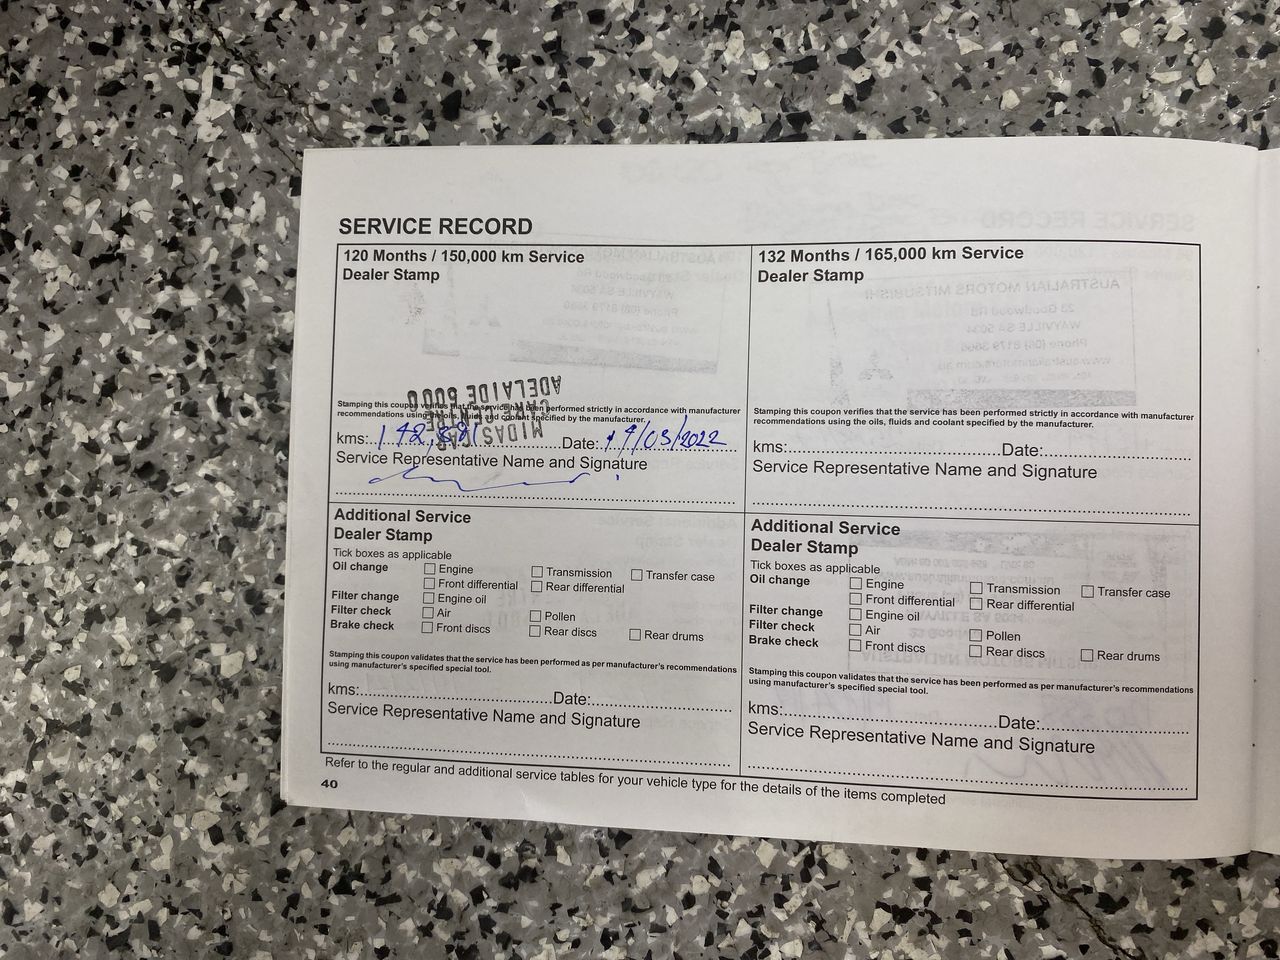 SERVICE RECORD
120 Months / 150,000 km Service
Dealer Stamp
MIDAS CAR
CARE CENTRE
ADELAIDE 5000
Stamping this coupon verifies that the service has been performed strictly in accordance with manufacturer
recommendations using the oils, fluids and coolant specified by the manufacturer.
kms: Date: 19/03/2022
Service Representative Name and Signature
132 Months / 165,000 km Service
Dealer Stamp
Stamping this coupon verifies that the service has been performed strictly in accordance with manufacturer
recommendations using the oils, fluids and coolant specified by the manufacturer.
kms: Date:
Service Representative Name and Signature
Additional Service
Dealer Stamp
Tick boxes as applicable
Oil change Engine Transmission Transfer case
Front differential Rear differential
Filter change Engine oil
Filter check Air Pollen
Brake check Front discs Rear discs Rear drums
Stamping this coupon validates that the service has been performed as per manufacturer's recommendations
using manufacturer's specified special tool.
kms: Date:
Service Representative Name and Signature
Additional Service
Dealer Stamp
Tick boxes as applicable
Oil change Engine Transmission Transfer case
Front differential Rear differential
Filter change Engine oil
Filter check Air Pollen
Brake check Front discs Rear discs Rear drums
Stamping this coupon validates that the service has been performed as per manufacturer's recommendations
using manufacturer's specified special tool.
kms: Date:
Service Representative Name and Signature
Refer to the regular and additional service tables for your vehicle type for the details of the items completed
40